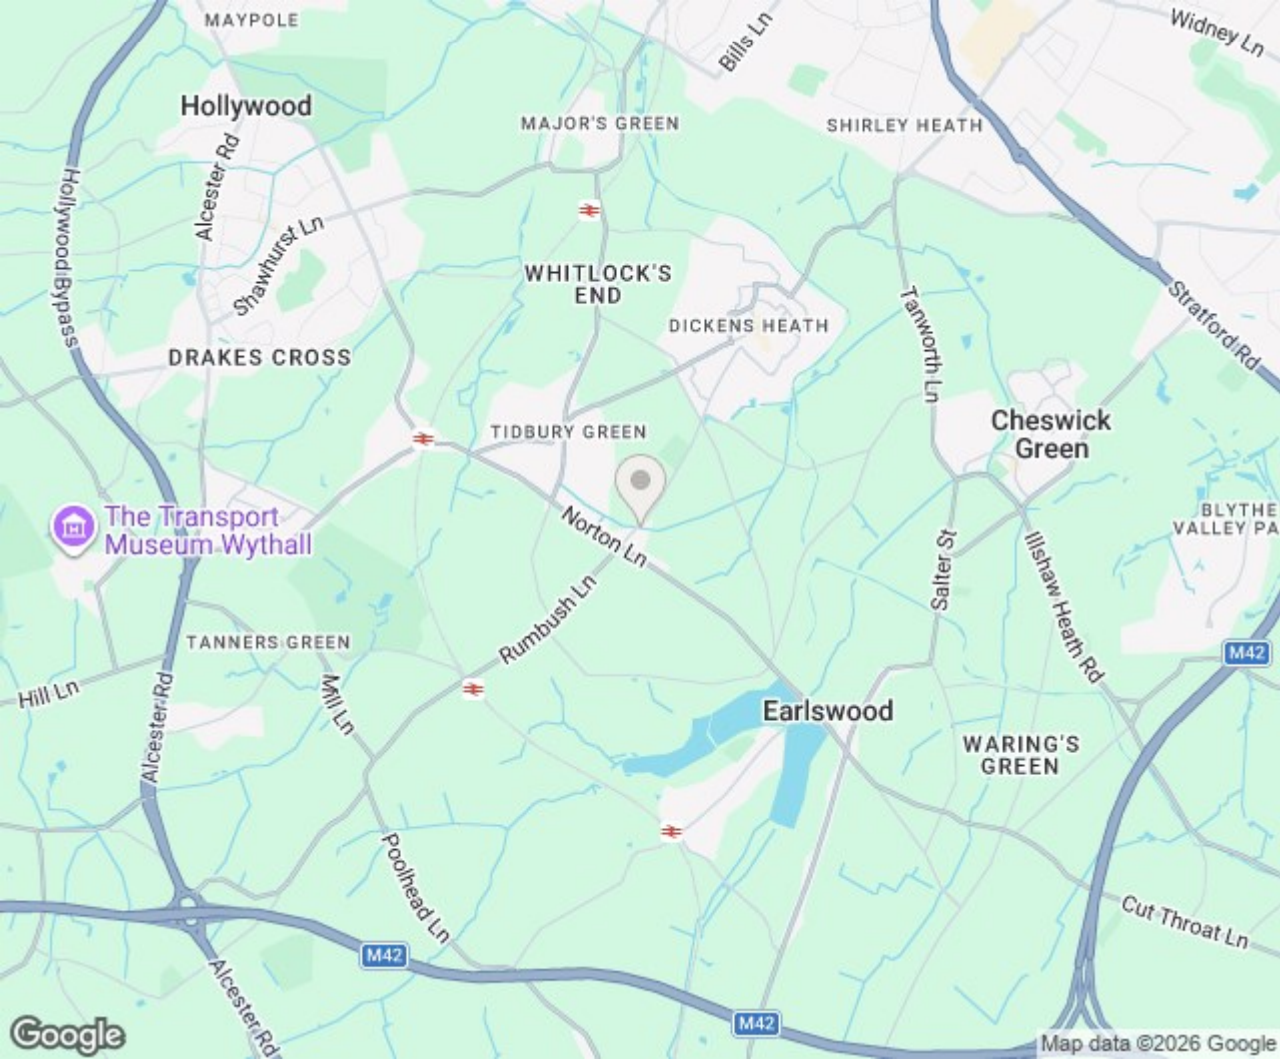 MAYPOLE
Bills Ln
Widney Ln
Hollywood
MAJOR'S GREEN
SHIRLEY HEATH
Alcester Rd
Hollywood Bypass
Shawhurst Ln
WHITLOCK'S
END
Stratford Rd
DICKENS HEATH
Tanworth Ln
DRAKES CROSS
TIDBURY GREEN
Cheswick
Green
The Transport
Museum Wythall
BLYTHE
VALLEY PA
Norton Ln
Salter St
Illshaw Heath Rd
Rumbush Ln
TANNERS GREEN
M42
Hill Ln
Mill Ln
Alcester Rd
Earlswood
WARING'S
GREEN
Poolhead Ln
Cut Throat Ln
M42
Alcester Rd
M42
Google
Map data ©2026 Google